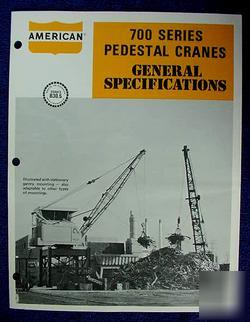 AMERICAN
700 SERIES
PEDESTAL CRANES
GENERAL
SPECIFICATIONS
Illustrated with stationary
gantry mounting — also
adaptable to other types
of mountings.